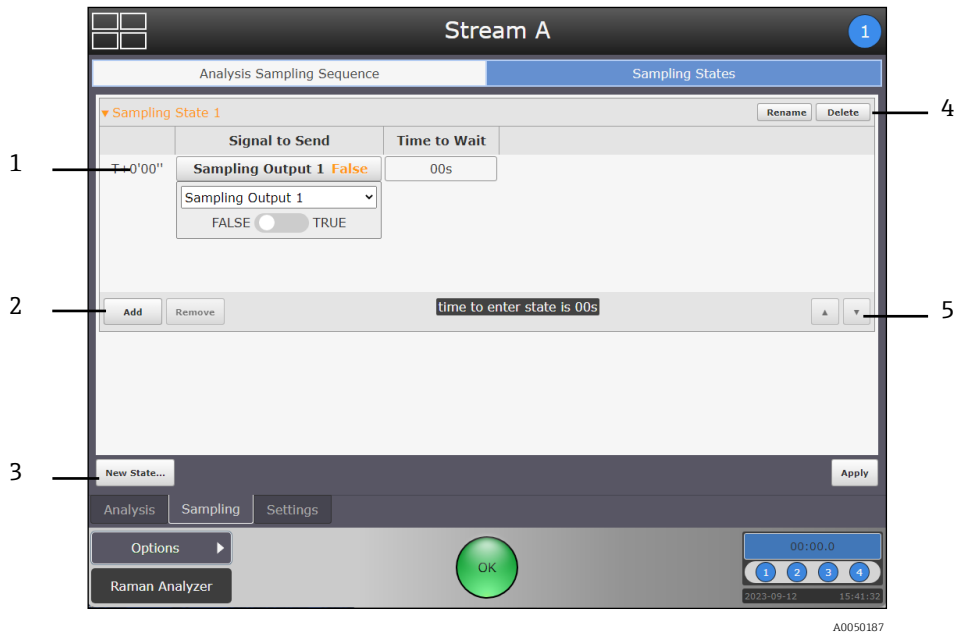 Stream A
1
Analysis Sampling Sequence
Sampling States
▾ Sampling State 1
Rename
Delete
4
Signal to Send
Time to Wait
1
T+0'00''
Sampling Output 1 False
00s
Sampling Output 1
FALSE
TRUE
2
Add
Remove
time to enter state is 00s
▲
▼
5
3
New State...
Apply
Analysis
Sampling
Settings
Options
Raman Analyzer
OK
00:00.0
1 2 3 4
2023-09-12 15:41:32
A0050187